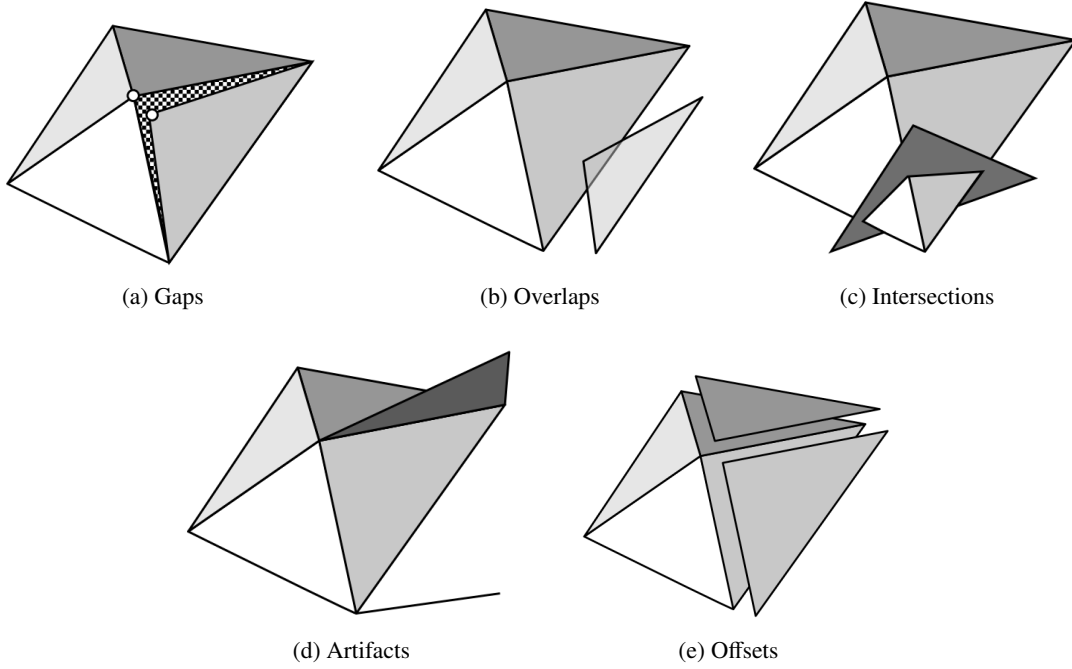 (a) Gaps
(b) Overlaps
(c) Intersections
(d) Artifacts
(e) Offsets